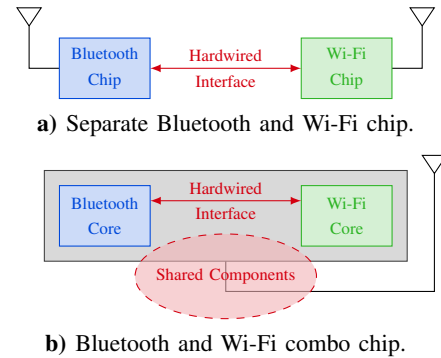 Bluetooth
Chip
Hardwired
Interface
Wi-Fi
Chip
a) Separate Bluetooth and Wi-Fi chip.
Bluetooth
Core
Hardwired
Interface
Wi-Fi
Core
Shared Components
b) Bluetooth and Wi-Fi combo chip.